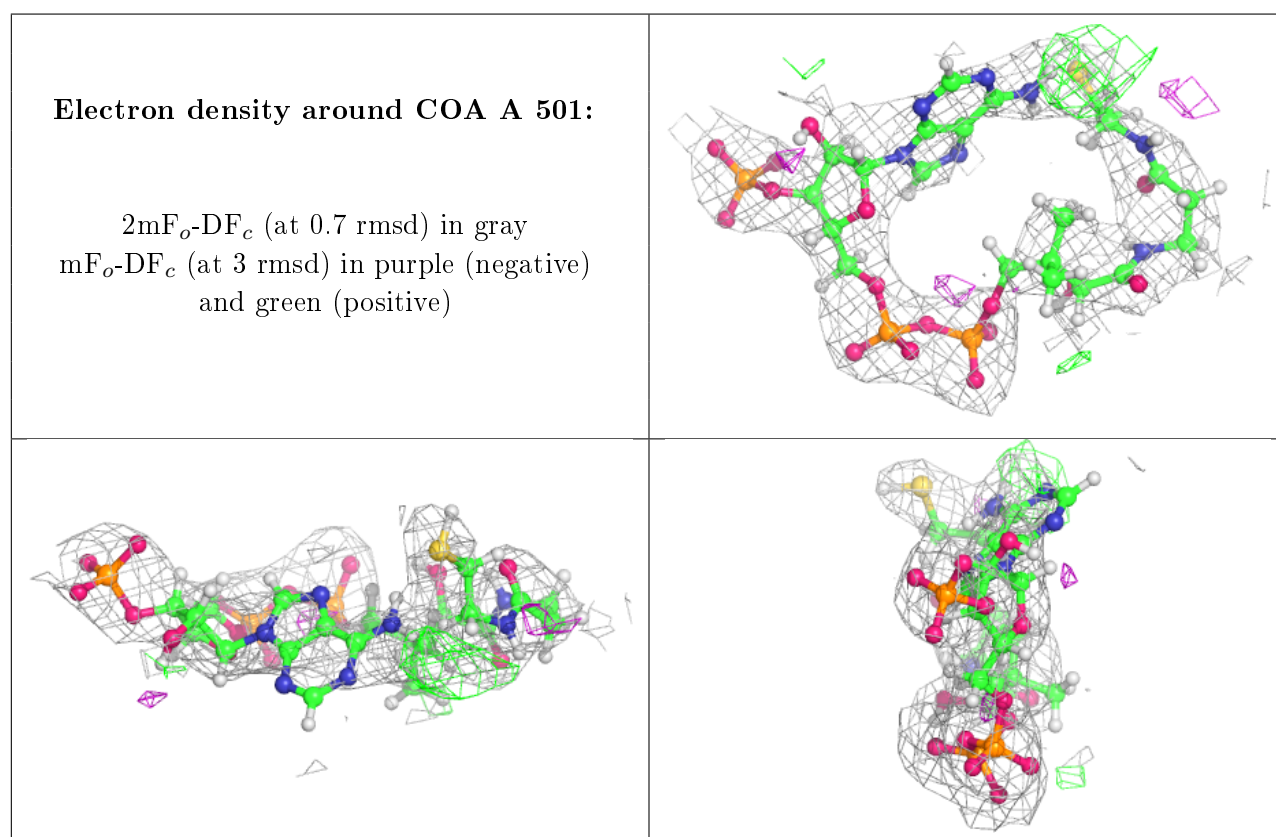 Electron density around COA A 501:
2mFo-DFc (at 0.7 rmsd) in gray
mFo-DFc (at 3 rmsd) in purple (negative)
and green (positive)